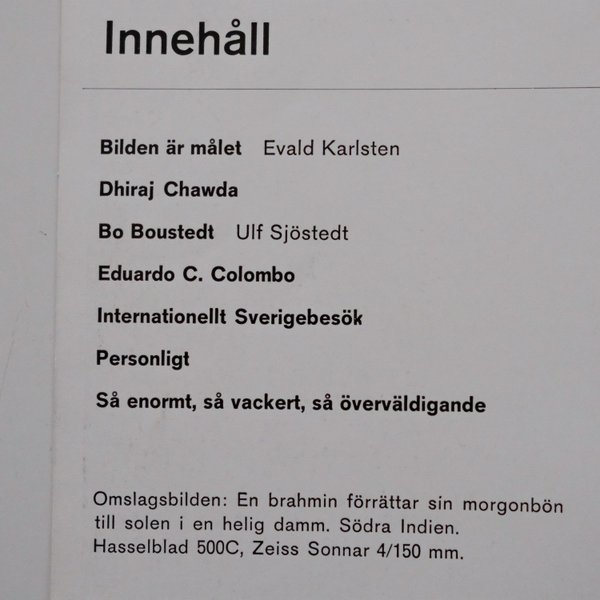 Innehåll
Bilden är målet Evald Karlsten
Dhiraj Chawda
Bo Boustedt Ulf Sjöstedt
Eduardo C. Colombo
Internationellt Sverigebesök
Personligt
Så enormt, så vackert, så överväldigande
Omslagsbilden: En brahmin förrättar sin morgonbön
till solen i en helig damm. Södra Indien.
Hasselblad 500C, Zeiss Sonnar 4/150 mm.